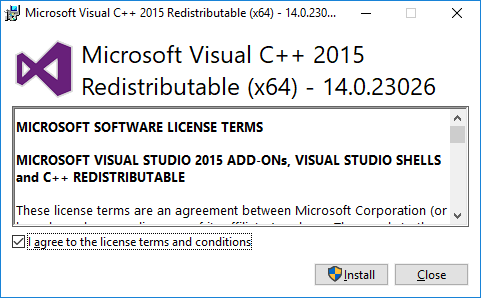 Microsoft Visual C++ 2015 Redistributable (x64) - 14.0.230...
Microsoft Visual C++ 2015
Redistributable (x64) - 14.0.23026
MICROSOFT SOFTWARE LICENSE TERMS
MICROSOFT VISUAL STUDIO 2015 ADD-ONs, VISUAL STUDIO SHELLS
and C++ REDISTRIBUTABLE
These license terms are an agreement between Microsoft Corporation (or
I agree to the license terms and conditions
Install
Close